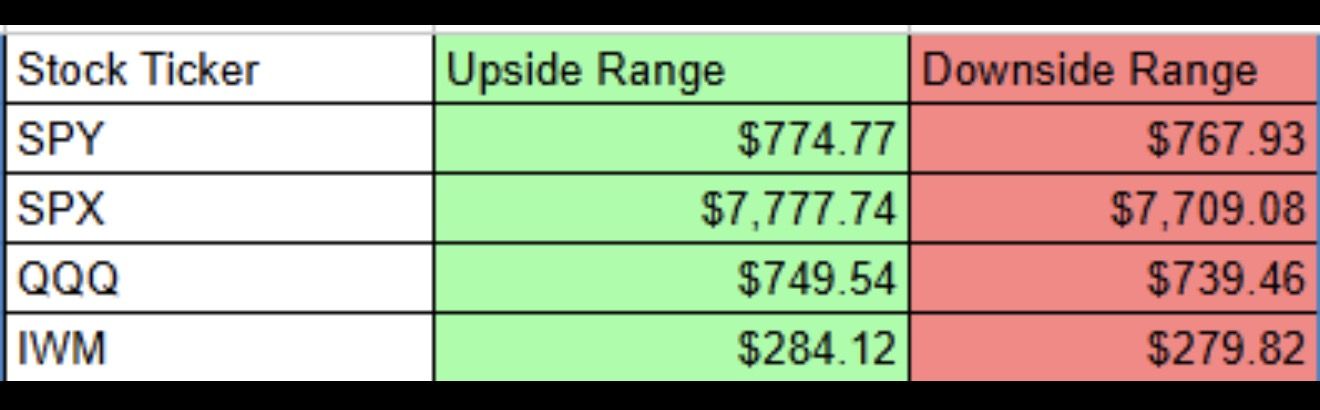 Stock Ticker Upside Range Downside Range
SPY $774.77 $767.93
SPX $7,777.74 $7,709.08
QQQ $749.54 $739.46
IWM $284.12 $279.82